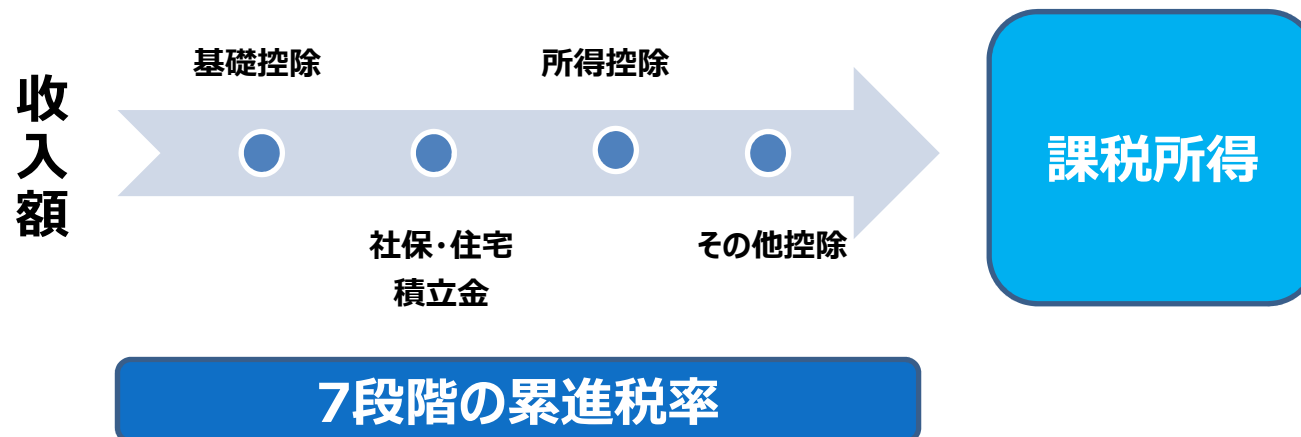 収入額
基礎控除
所得控除
社保・住宅
積立金
その他控除
課税所得
7段階の累進税率